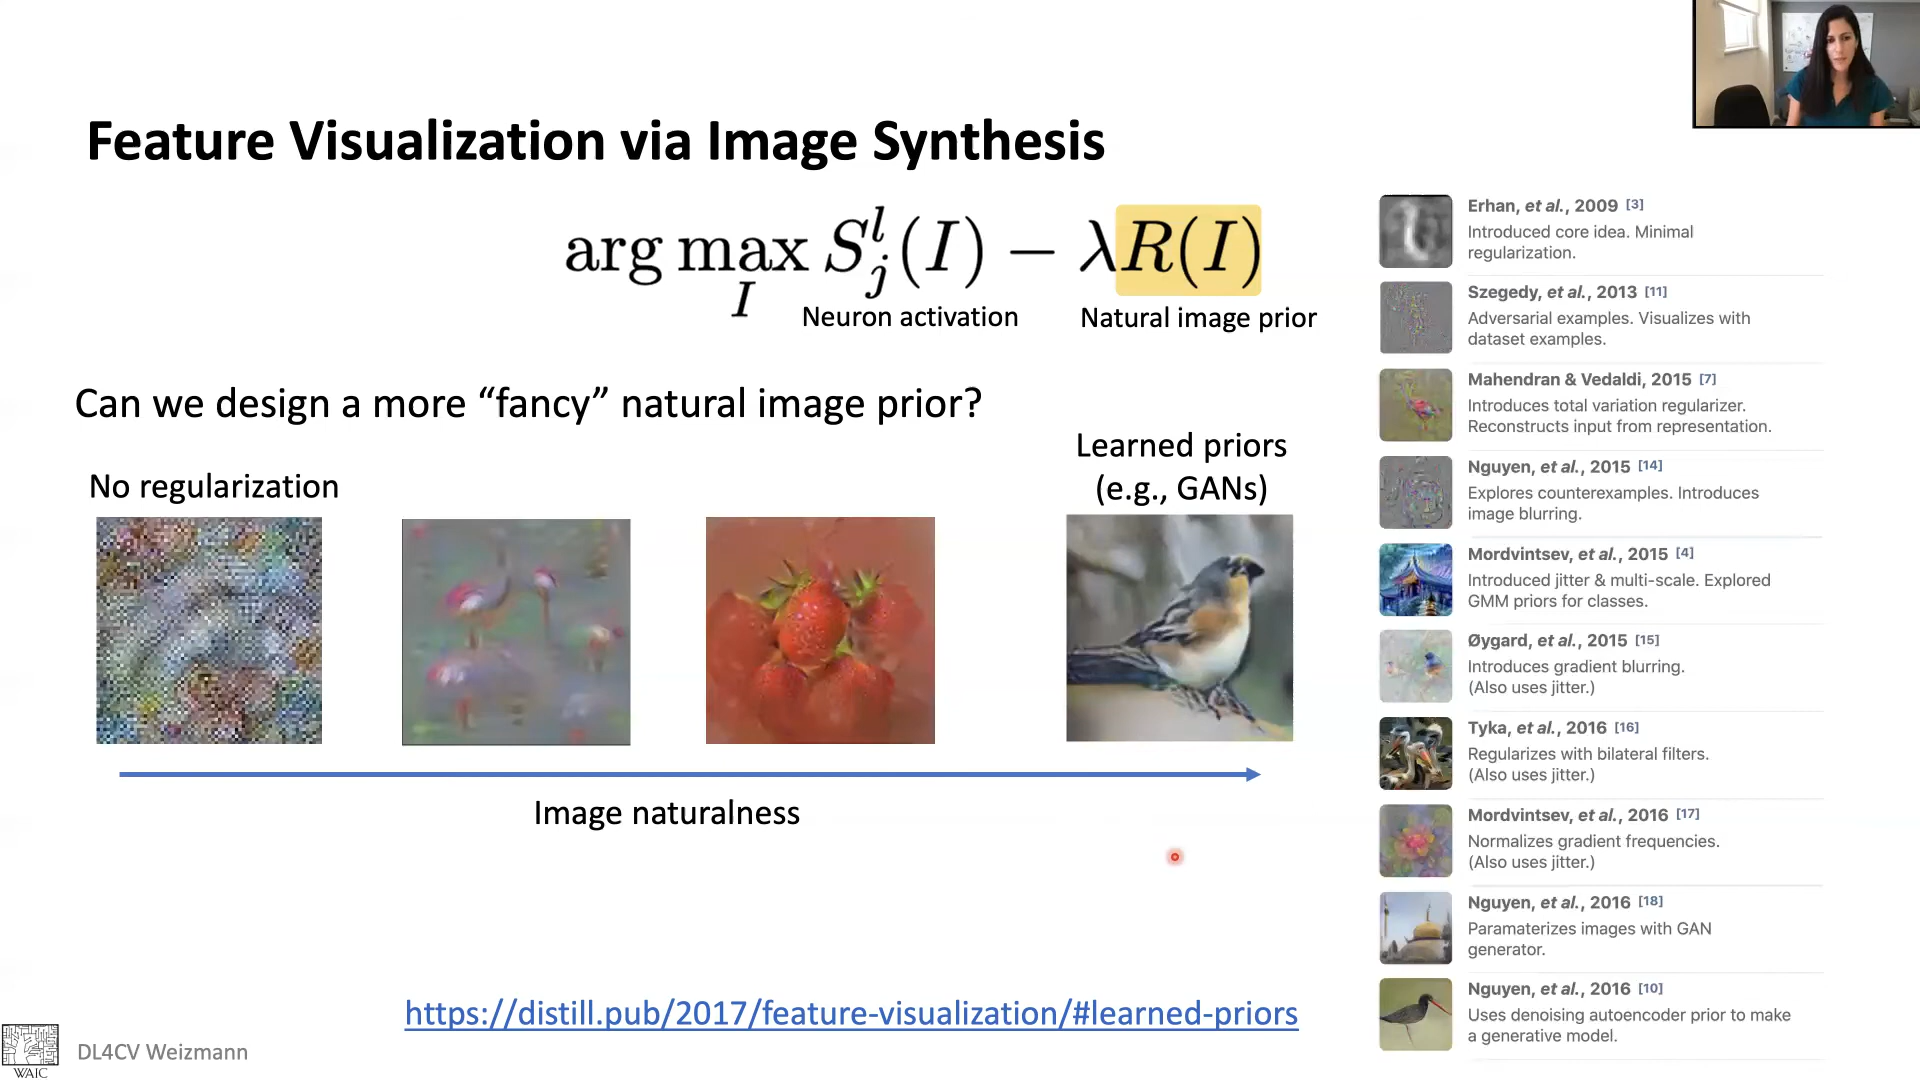 Feature Visualization via Image Synthesis
arg max S_j^l(I) − λR(I)
I
Neuron activation
Natural image prior
Can we design a more “fancy” natural image prior?
No regularization
Learned priors
(e.g., GANs)
Image naturalness
https://distill.pub/2017/feature-visualization/#learned-priors
DL4CV Weizmann
WAIC
Erhan, et al., 2009 [3]
Introduced core idea. Minimal
regularization.
Szegedy, et al., 2013 [11]
Adversarial examples. Visualizes with
dataset examples.
Mahendran & Vedaldi, 2015 [7]
Introduces total variation regularizer.
Reconstructs input from representation.
Nguyen, et al., 2015 [14]
Explores counterexamples. Introduces
image blurring.
Mordvintsev, et al., 2015 [4]
Introduced jitter & multi-scale. Explored
GMM priors for classes.
Øygard, et al., 2015 [15]
Introduces gradient blurring.
(Also uses jitter.)
Tyka, et al., 2016 [16]
Regularizes with bilateral filters.
(Also uses jitter.)
Mordvintsev, et al., 2016 [17]
Normalizes gradient frequencies.
(Also uses jitter.)
Nguyen, et al., 2016 [18]
Paramaterizes images with GAN
generator.
Nguyen, et al., 2016 [10]
Uses denoising autoencoder prior to make
a generative model.